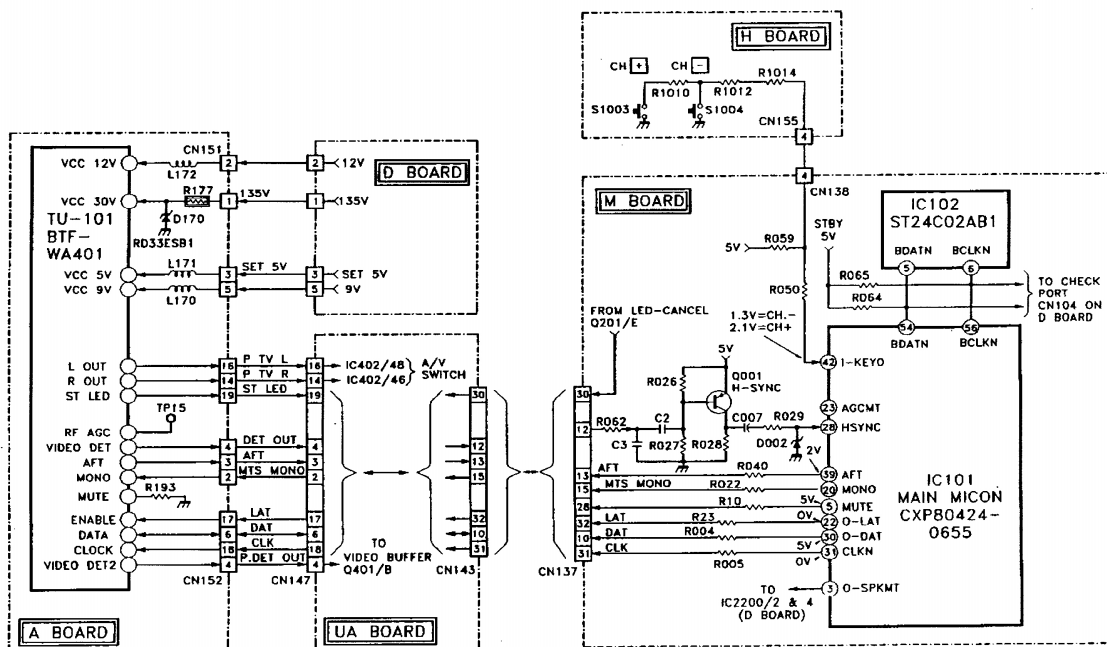 H BOARD
CH + CH -
R1010 R1012 R1014
S1003 S1004
CN155
4
4
CN138
M BOARD
IC102
ST24C02AB1
BDATN BCLKN
5 6
STBY
5V
R065
R064
TO CHECK
PORT
CN104 ON
D BOARD
54 56
BDATN BCLKN
5V R059
R050
1.3V=CH.-
2.1V=CH+
42 I-KEY0
23 AGCMT
28 HSYNC
39 AFT
20 MONO
5 MUTE
22 O-LAT
30 O-DAT
31 CLKN
3 O-SPKMT
IC101
MAIN MICON
CXP80424-
0655
FROM LED-CANCEL
Q201/E
5V
Q001
H-SYNC
R026
R062 C2
C3 R027 R028
C007 R029
D002
2V
30
12
13 AFT R040
15 MTS MONO R022
28 R10 5V
32 LAT R23 0V
10 DAT R004 5V
31 CLK R005 0V
CN137
TO
IC2200/2 & 4
(D BOARD)
A BOARD
TU-101
BTF-
WA401
VCC 12V
L172
CN151
2
VCC 30V
R177
135V
1
D170
RD33ESB1
VCC 5V
L171
3 SET 5V
VCC 9V
L170
5
D BOARD
2 12V
1 135V
3 SET 5V
5 9V
L OUT 16 P TV L 16 IC402/48
R OUT 14 P TV R 14 IC402/46
A/V
SWITCH
ST LED 19 ST LED 19
TP15
RF AGC
VIDEO DET 4 DET OUT 4
AFT 3 AFT 3
MONO 2 MTS MONO 2
MUTE R193
ENABLE 17 LAT 17
DATA 6 DAT 6
CLOCK 18 CLK 18
VIDEO DET2 4 P.DET OUT 4
CN152 CN147
TO
VIDEO BUFFER
Q401/B
30
12
13
15
32
10
31
CN143
UA BOARD